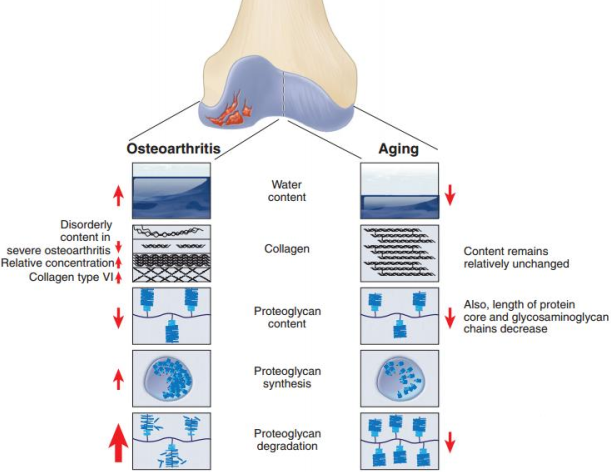 Osteoarthritis
Aging
Water
content
Disorderly
content in
severe osteoarthritis
Relative concentration
Collagen type VI
Collagen
Content remains
relatively unchanged
Proteoglycan
content
Also, length of protein
core and glycosaminoglycan
chains decrease
Proteoglycan
synthesis
Proteoglycan
degradation